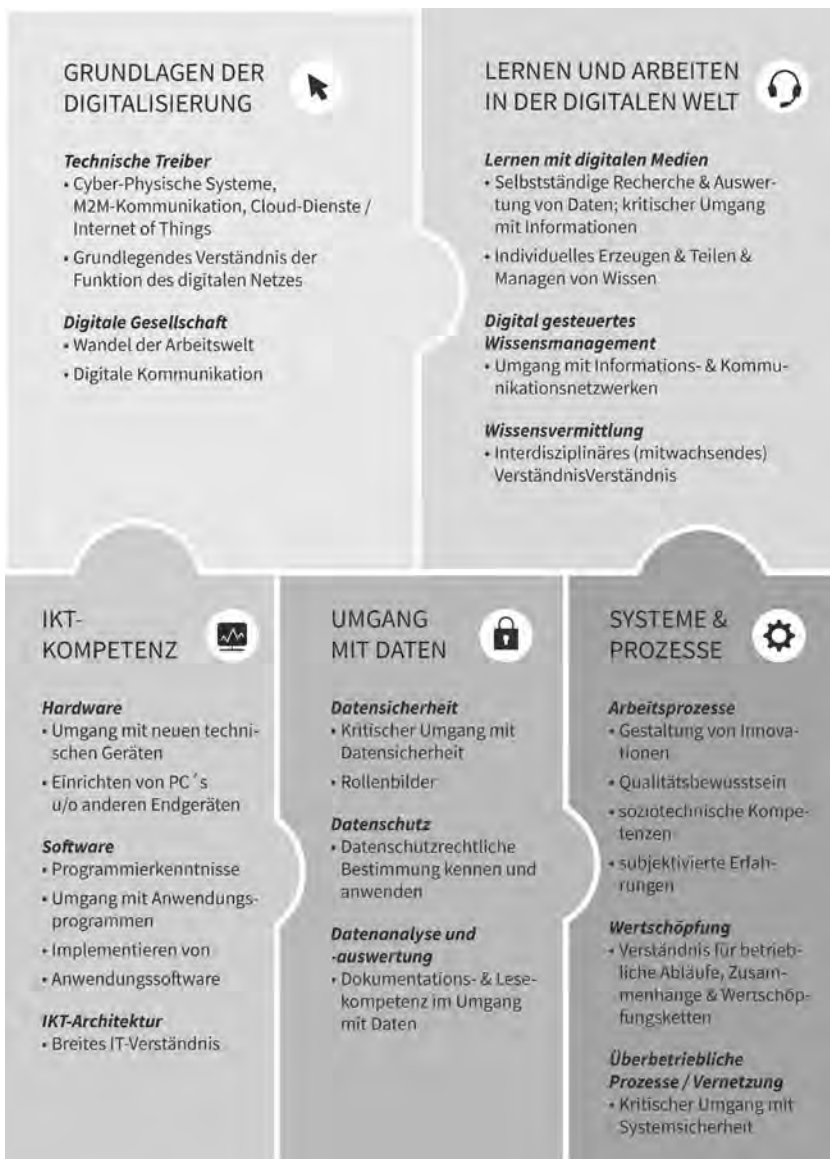 GRUNDLAGEN DER
DIGITALISIERUNG
Technische Treiber
• Cyber-Physische Systeme,
M2M-Kommunikation, Cloud-Dienste /
Internet of Things
• Grundlegendes Verständnis der
Funktion des digitalen Netzes
Digitale Gesellschaft
• Wandel der Arbeitswelt
• Digitale Kommunikation
LERNEN UND ARBEITEN
IN DER DIGITALEN WELT
Lernen mit digitalen Medien
• Selbstständige Recherche & Auswer-
tung von Daten; kritischer Umgang
mit Informationen
• Individuelles Erzeugen & Teilen &
Managen von Wissen
Digital gesteuertes
Wissensmanagement
• Umgang mit Informations- & Kommu-
nikationsnetzwerken
Wissensvermittlung
• Interdisziplinäres (mitwachsendes)
VerständnisVerständnis
IKT-
KOMPETENZ
Hardware
• Umgang mit neuen techni-
schen Geräten
• Einrichten von PC´s
u/o anderen Endgeräten
Software
• Programmierkenntnisse
• Umgang mit Anwendungs-
programmen
• Implementieren von
• Anwendungssoftware
IKT-Architektur
• Breites IT-Verständnis
UMGANG
MIT DATEN
Datensicherheit
• Kritischer Umgang mit
Datensicherheit
• Rollenbilder
Datenschutz
• Datenschutzrechtliche
Bestimmung kennen und
anwenden
Datenanalyse und
-auswertung
• Dokumentations- & Lese-
kompetenz im Umgang
mit Daten
SYSTEME &
PROZESSE
Arbeitsprozesse
• Gestaltung von Innova-
tionen
• Qualitätsbewusstsein
• soziotechnische Kompe-
tenzen
• subjektivierte Erfah-
rungen
Wertschöpfung
• Verständnis für betrieb-
liche Abläufe, Zusam-
menhänge & Wertschöp-
fungsketten
Überbetriebliche
Prozesse / Vernetzung
• Kritischer Umgang mit
Systemsicherheit